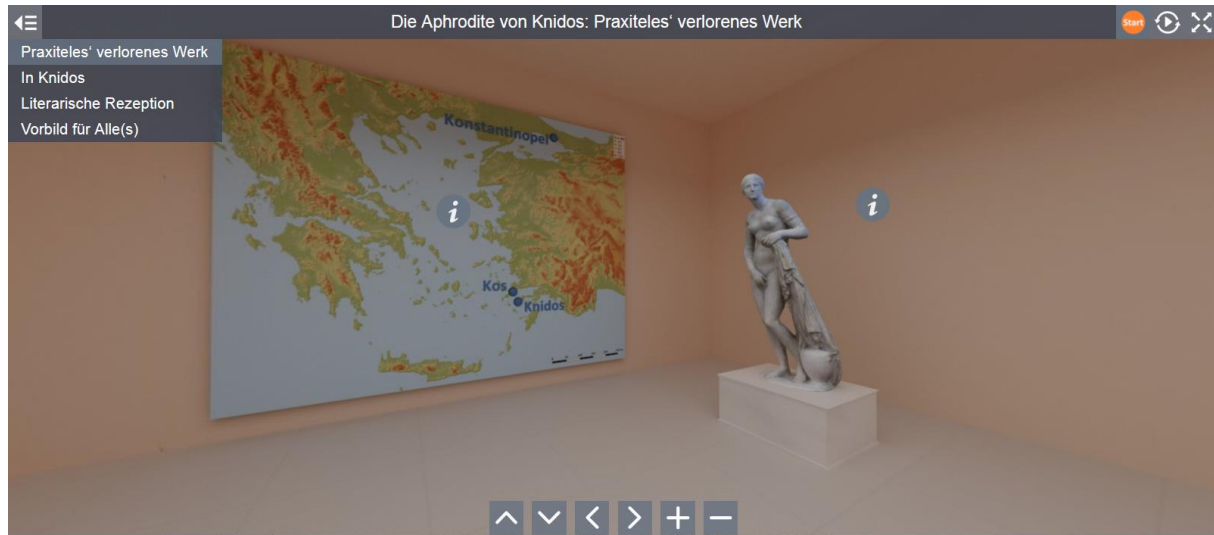 Die Aphrodite von Knidos: Praxiteles‘ verlorenes Werk
Start
Praxiteles‘ verlorenes Werk
In Knidos
Literarische Rezeption
Vorbild für Alle(s)
Konstantinopel
i
i
Kos
Knidos